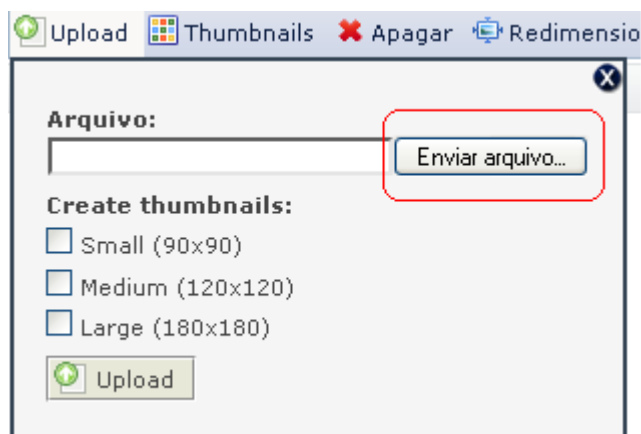 Upload Thumbnails Apagar Redimensio
Arquivo:
Enviar arquivo...
Create thumbnails:
Small (90x90)
Medium (120x120)
Large (180x180)
Upload